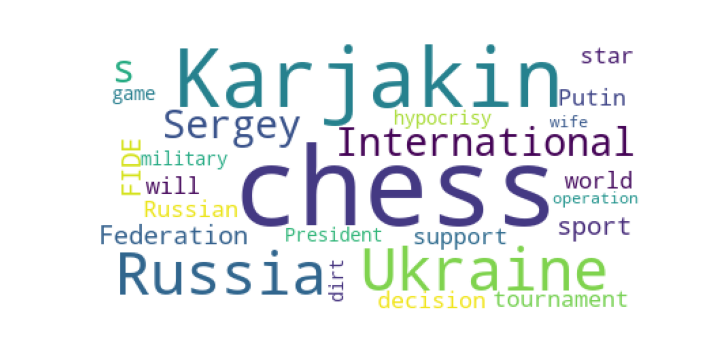 Karjakin
star
s
game
Putin
Sergey
hypocrisy
wife
International
FIDE
military
chess
will
world
operation
Russian
sport
Federation
President
support
Russia
Ukraine
dirt
decision
tournament